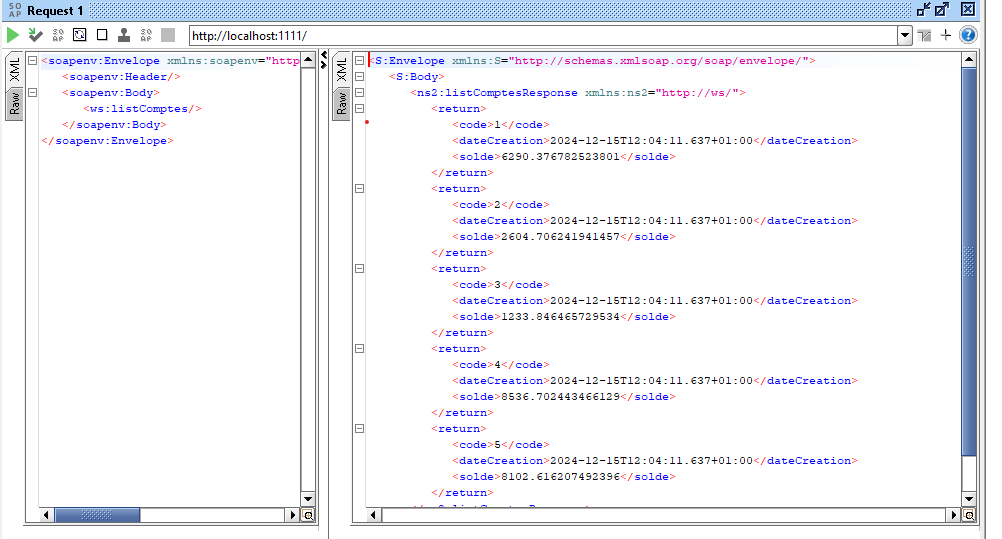 SO AP Request 1
SO AP
SO AP
http://localhost:1111/
XML
Raw
<soapenv:Envelope xmlns:soapenv="http
<soapenv:Header/>
<soapenv:Body>
<ws:listComptes/>
</soapenv:Body>
</soapenv:Envelope>
XML
Raw
<S:Envelope xmlns:S="http://schemas.xmlsoap.org/soap/envelope/">
<S:Body>
<ns2:listComptesResponse xmlns:ns2="http://ws/">
<return>
<code>1</code>
<dateCreation>2024-12-15T12:04:11.637+01:00</dateCreation>
<solde>6290.376782523801</solde>
</return>
<return>
<code>2</code>
<dateCreation>2024-12-15T12:04:11.637+01:00</dateCreation>
<solde>2604.706241941457</solde>
</return>
<return>
<code>3</code>
<dateCreation>2024-12-15T12:04:11.637+01:00</dateCreation>
<solde>1233.846465729534</solde>
</return>
<return>
<code>4</code>
<dateCreation>2024-12-15T12:04:11.637+01:00</dateCreation>
<solde>8536.702443466129</solde>
</return>
<return>
<code>5</code>
<dateCreation>2024-12-15T12:04:11.637+01:00</dateCreation>
<solde>8102.616207492396</solde>
</return>